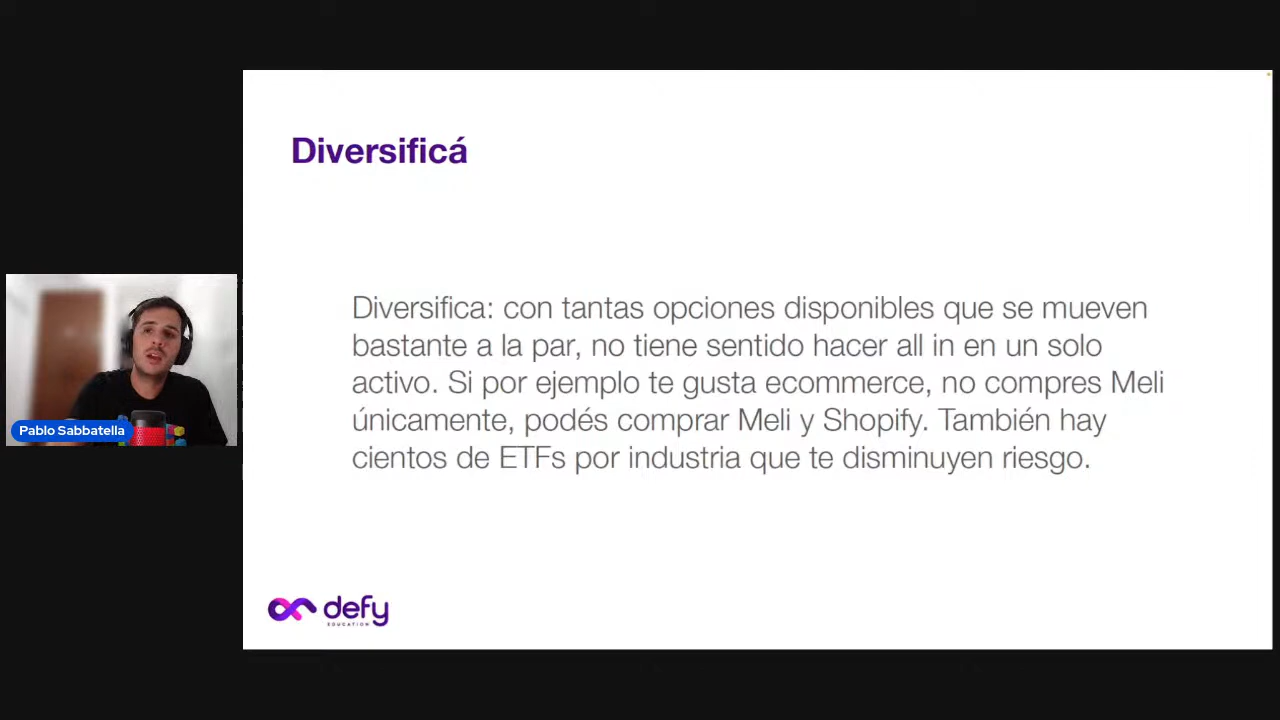 Diversificá
Diversifica: con tantas opciones disponibles que se mueven
bastante a la par, no tiene sentido hacer all in en un solo
activo. Si por ejemplo te gusta ecommerce, no compres Meli
únicamente, podés comprar Meli y Shopify. También hay
cientos de ETFs por industria que te disminuyen riesgo.
Pablo Sabbatella
defy
EDUCATION